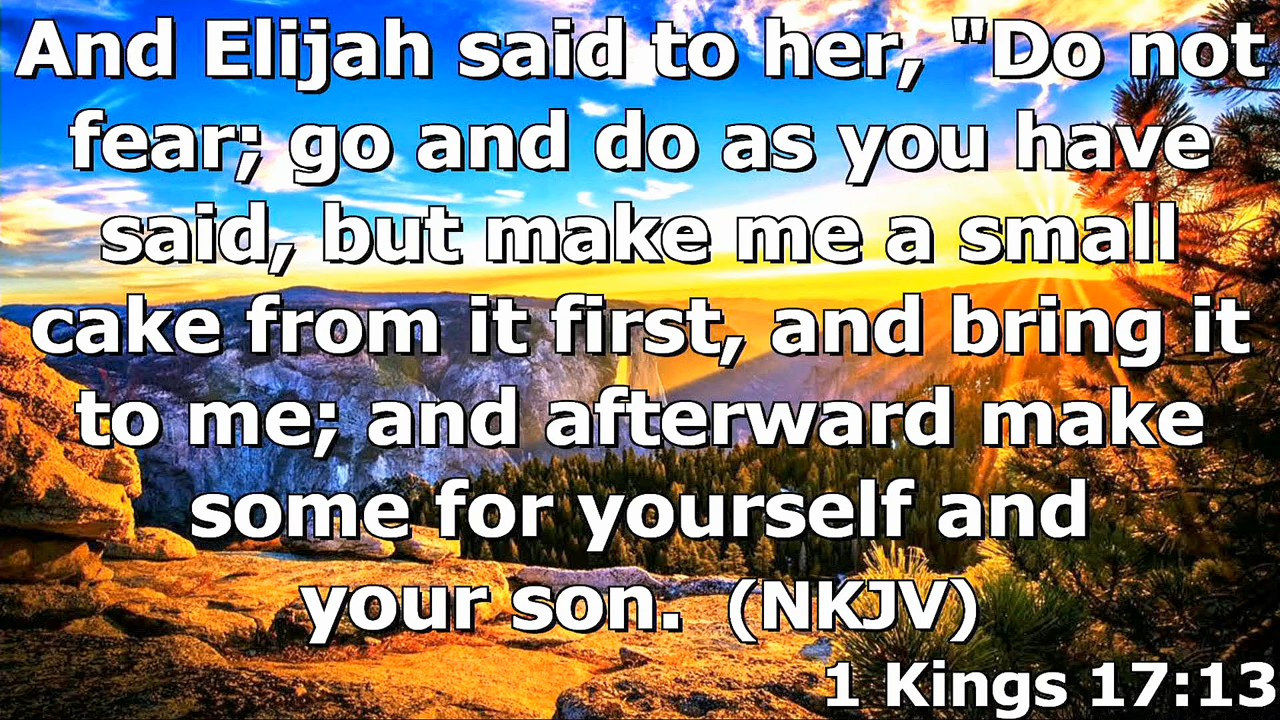 And Elijah said to her, "Do not
fear; go and do as you have
said, but make me a small
cake from it first, and bring it
to me; and afterward make
some for yourself and
your son. (NKJV)
1 Kings 17:13